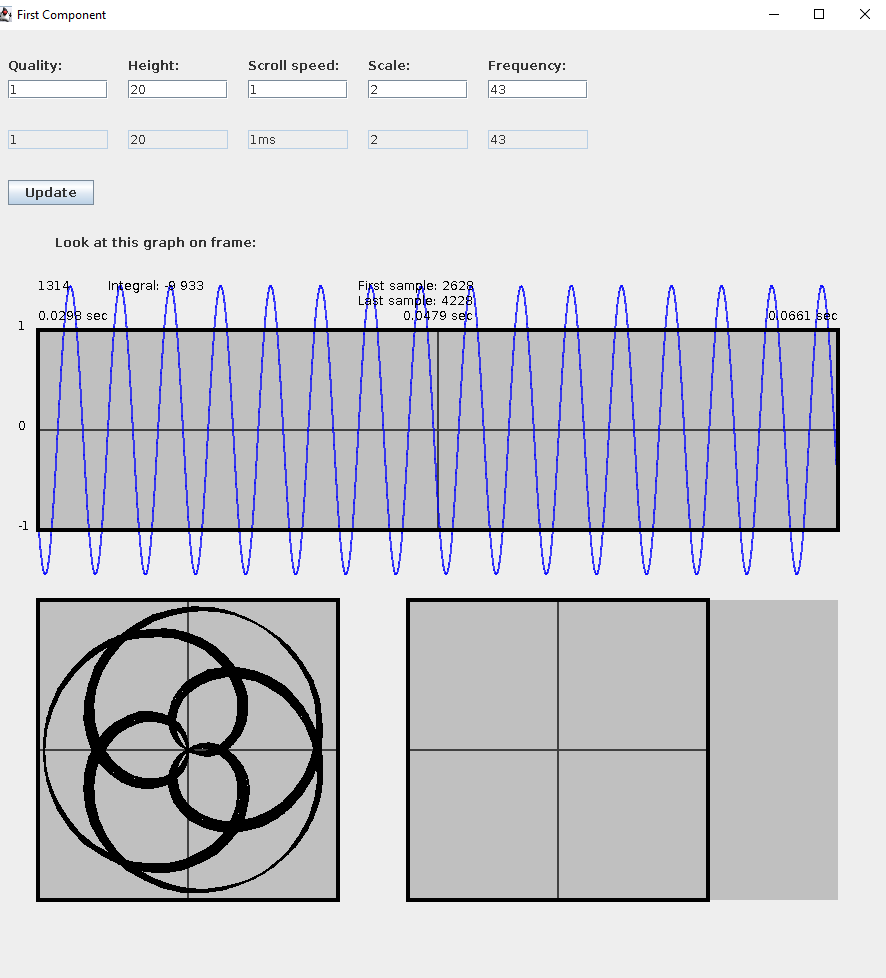 First Component
Quality: Height: Scroll speed: Scale: Frequency:
1 20 1 2 43
1 20 1ms 2 43
Update
Look at this graph on frame:
1314 Integral: -9 933 First sample: 2628
Last sample: 4228
0.0298 sec 0.0479 sec 0.0661 sec
1
0
-1